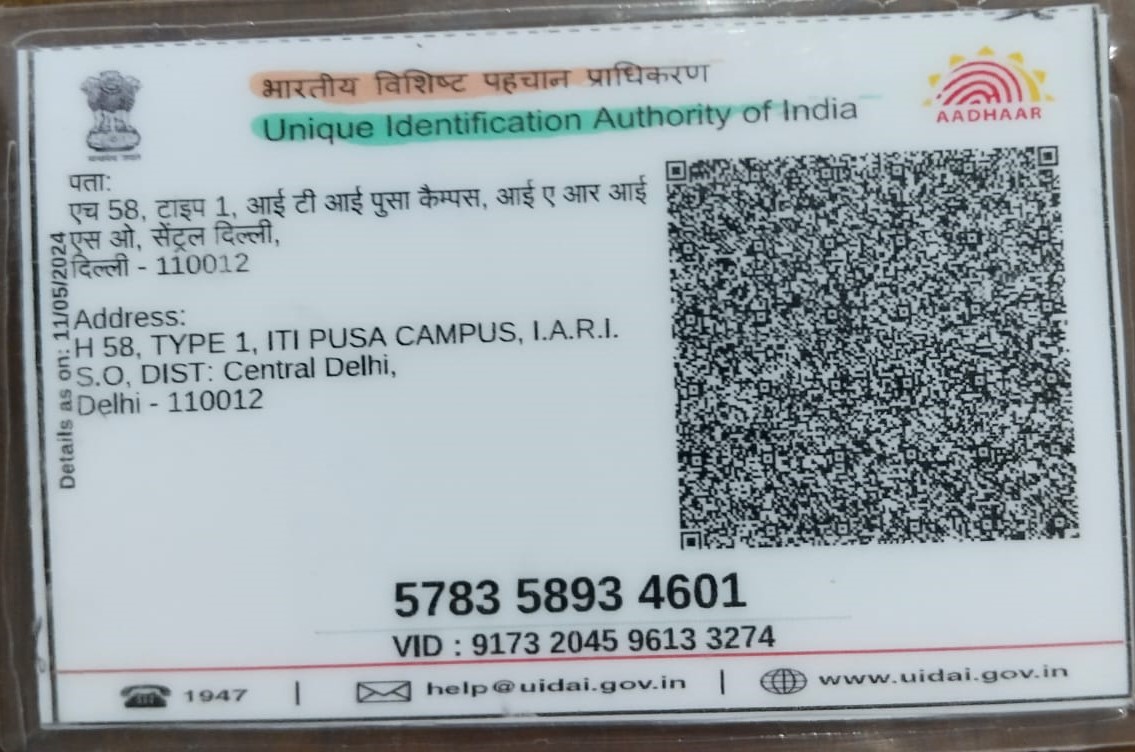 भारतीय विशिष्ट पहचान प्राधिकरण
Unique Identification Authority of India
AADHAAR
पता:
एच 58, टाइप 1, आई टी आई पुसा कैम्पस, आई ए आर आई
एस ओ, सेंट्रल दिल्ली,
दिल्ली - 110012
Address:
H 58, TYPE 1, ITI PUSA CAMPUS, I.A.R.I.
S.O, DIST: Central Delhi,
Delhi - 110012
Details as on: 11/05/2024
5783 5893 4601
VID : 9173 2045 9613 3274
1947 | help@uidai.gov.in | www.uidai.gov.in